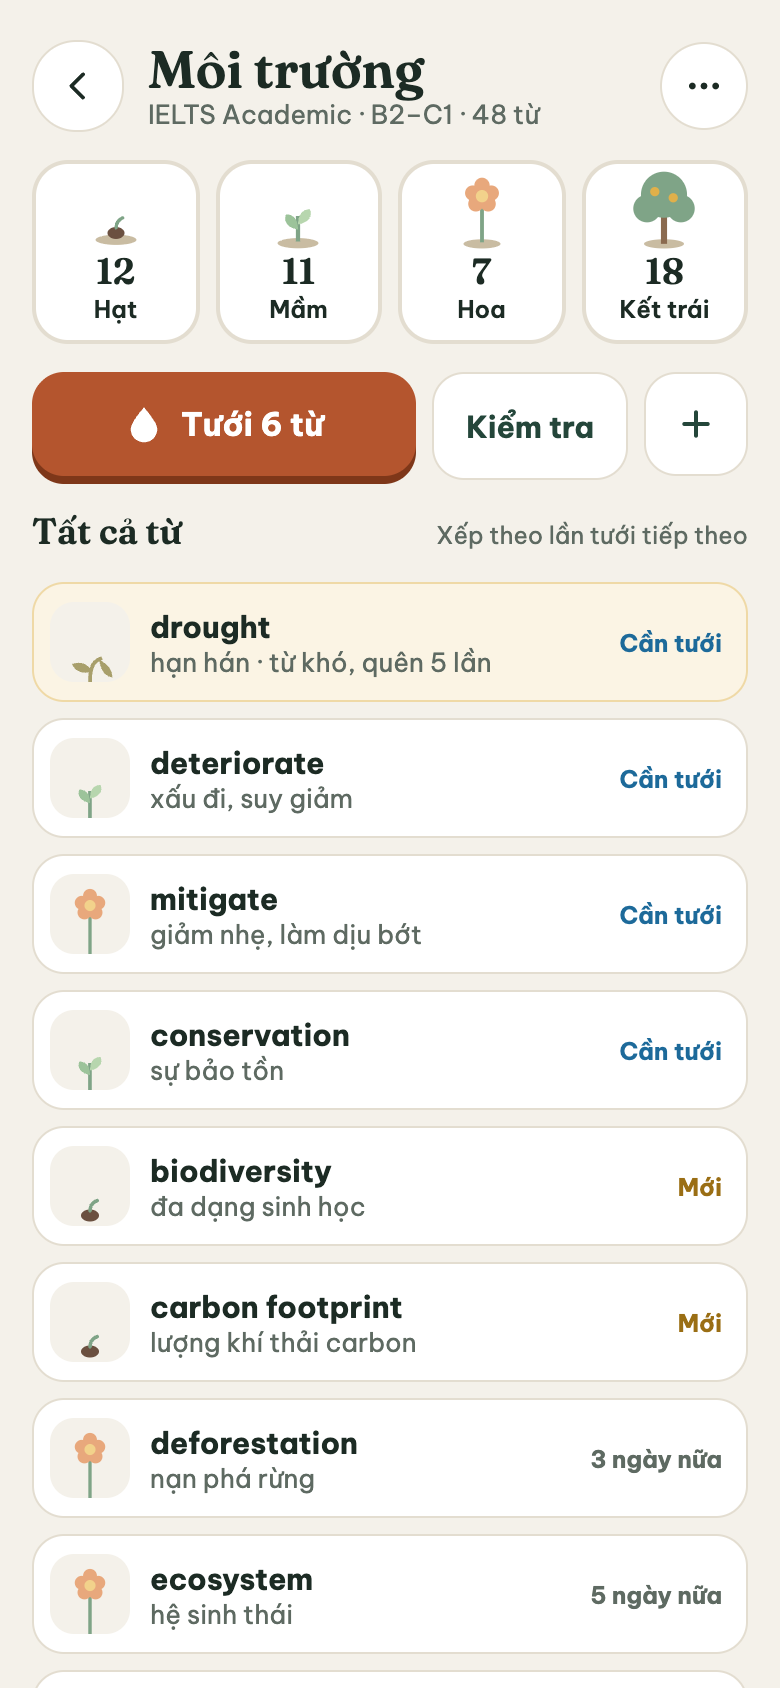 Môi trường
IELTS Academic · B2–C1 · 48 từ
12
Hạt
11
Mầm
7
Hoa
18
Kết trái
Tưới 6 từ
Kiểm tra
+
Tất cả từ
Xếp theo lần tưới tiếp theo
drought
hạn hán · từ khó, quên 5 lần
Cần tưới
deteriorate
xấu đi, suy giảm
Cần tưới
mitigate
giảm nhẹ, làm dịu bớt
Cần tưới
conservation
sự bảo tồn
Cần tưới
biodiversity
đa dạng sinh học
Mới
carbon footprint
lượng khí thải carbon
Mới
deforestation
nạn phá rừng
3 ngày nữa
ecosystem
hệ sinh thái
5 ngày nữa